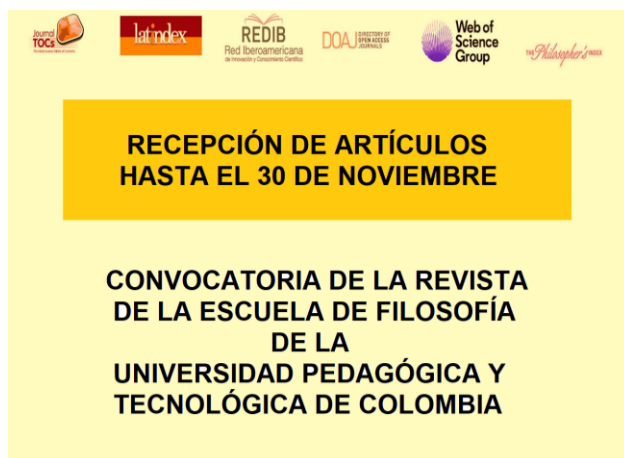 Journal
TOCs
latindex
REDIB
Red Iberoamericana
de Innovación y Conocimiento Científico
DOAJ
DIRECTORY OF
OPEN ACCESS
JOURNALS
Web of
Science
Group
THE Philosopher's INDEX
RECEPCIÓN DE ARTÍCULOS
HASTA EL 30 DE NOVIEMBRE
CONVOCATORIA DE LA REVISTA
DE LA ESCUELA DE FILOSOFÍA
DE LA
UNIVERSIDAD PEDAGÓGICA Y
TECNOLÓGICA DE COLOMBIA